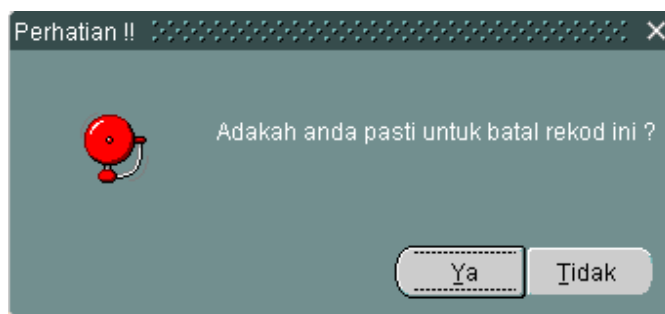 Perhatian !!
Adakah anda pasti untuk batal rekod ini ?
Ya
Tidak